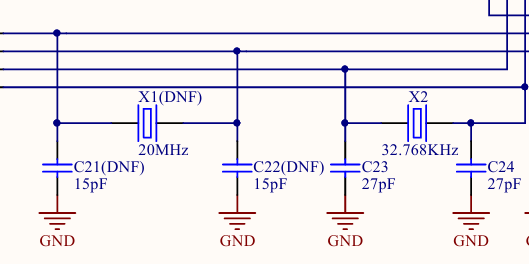 X1(DNF)
X2
20MHz
32.768KHz
C21(DNF)
15pF
C22(DNF)
15pF
C23
27pF
C24
27pF
GND
GND
GND
GND